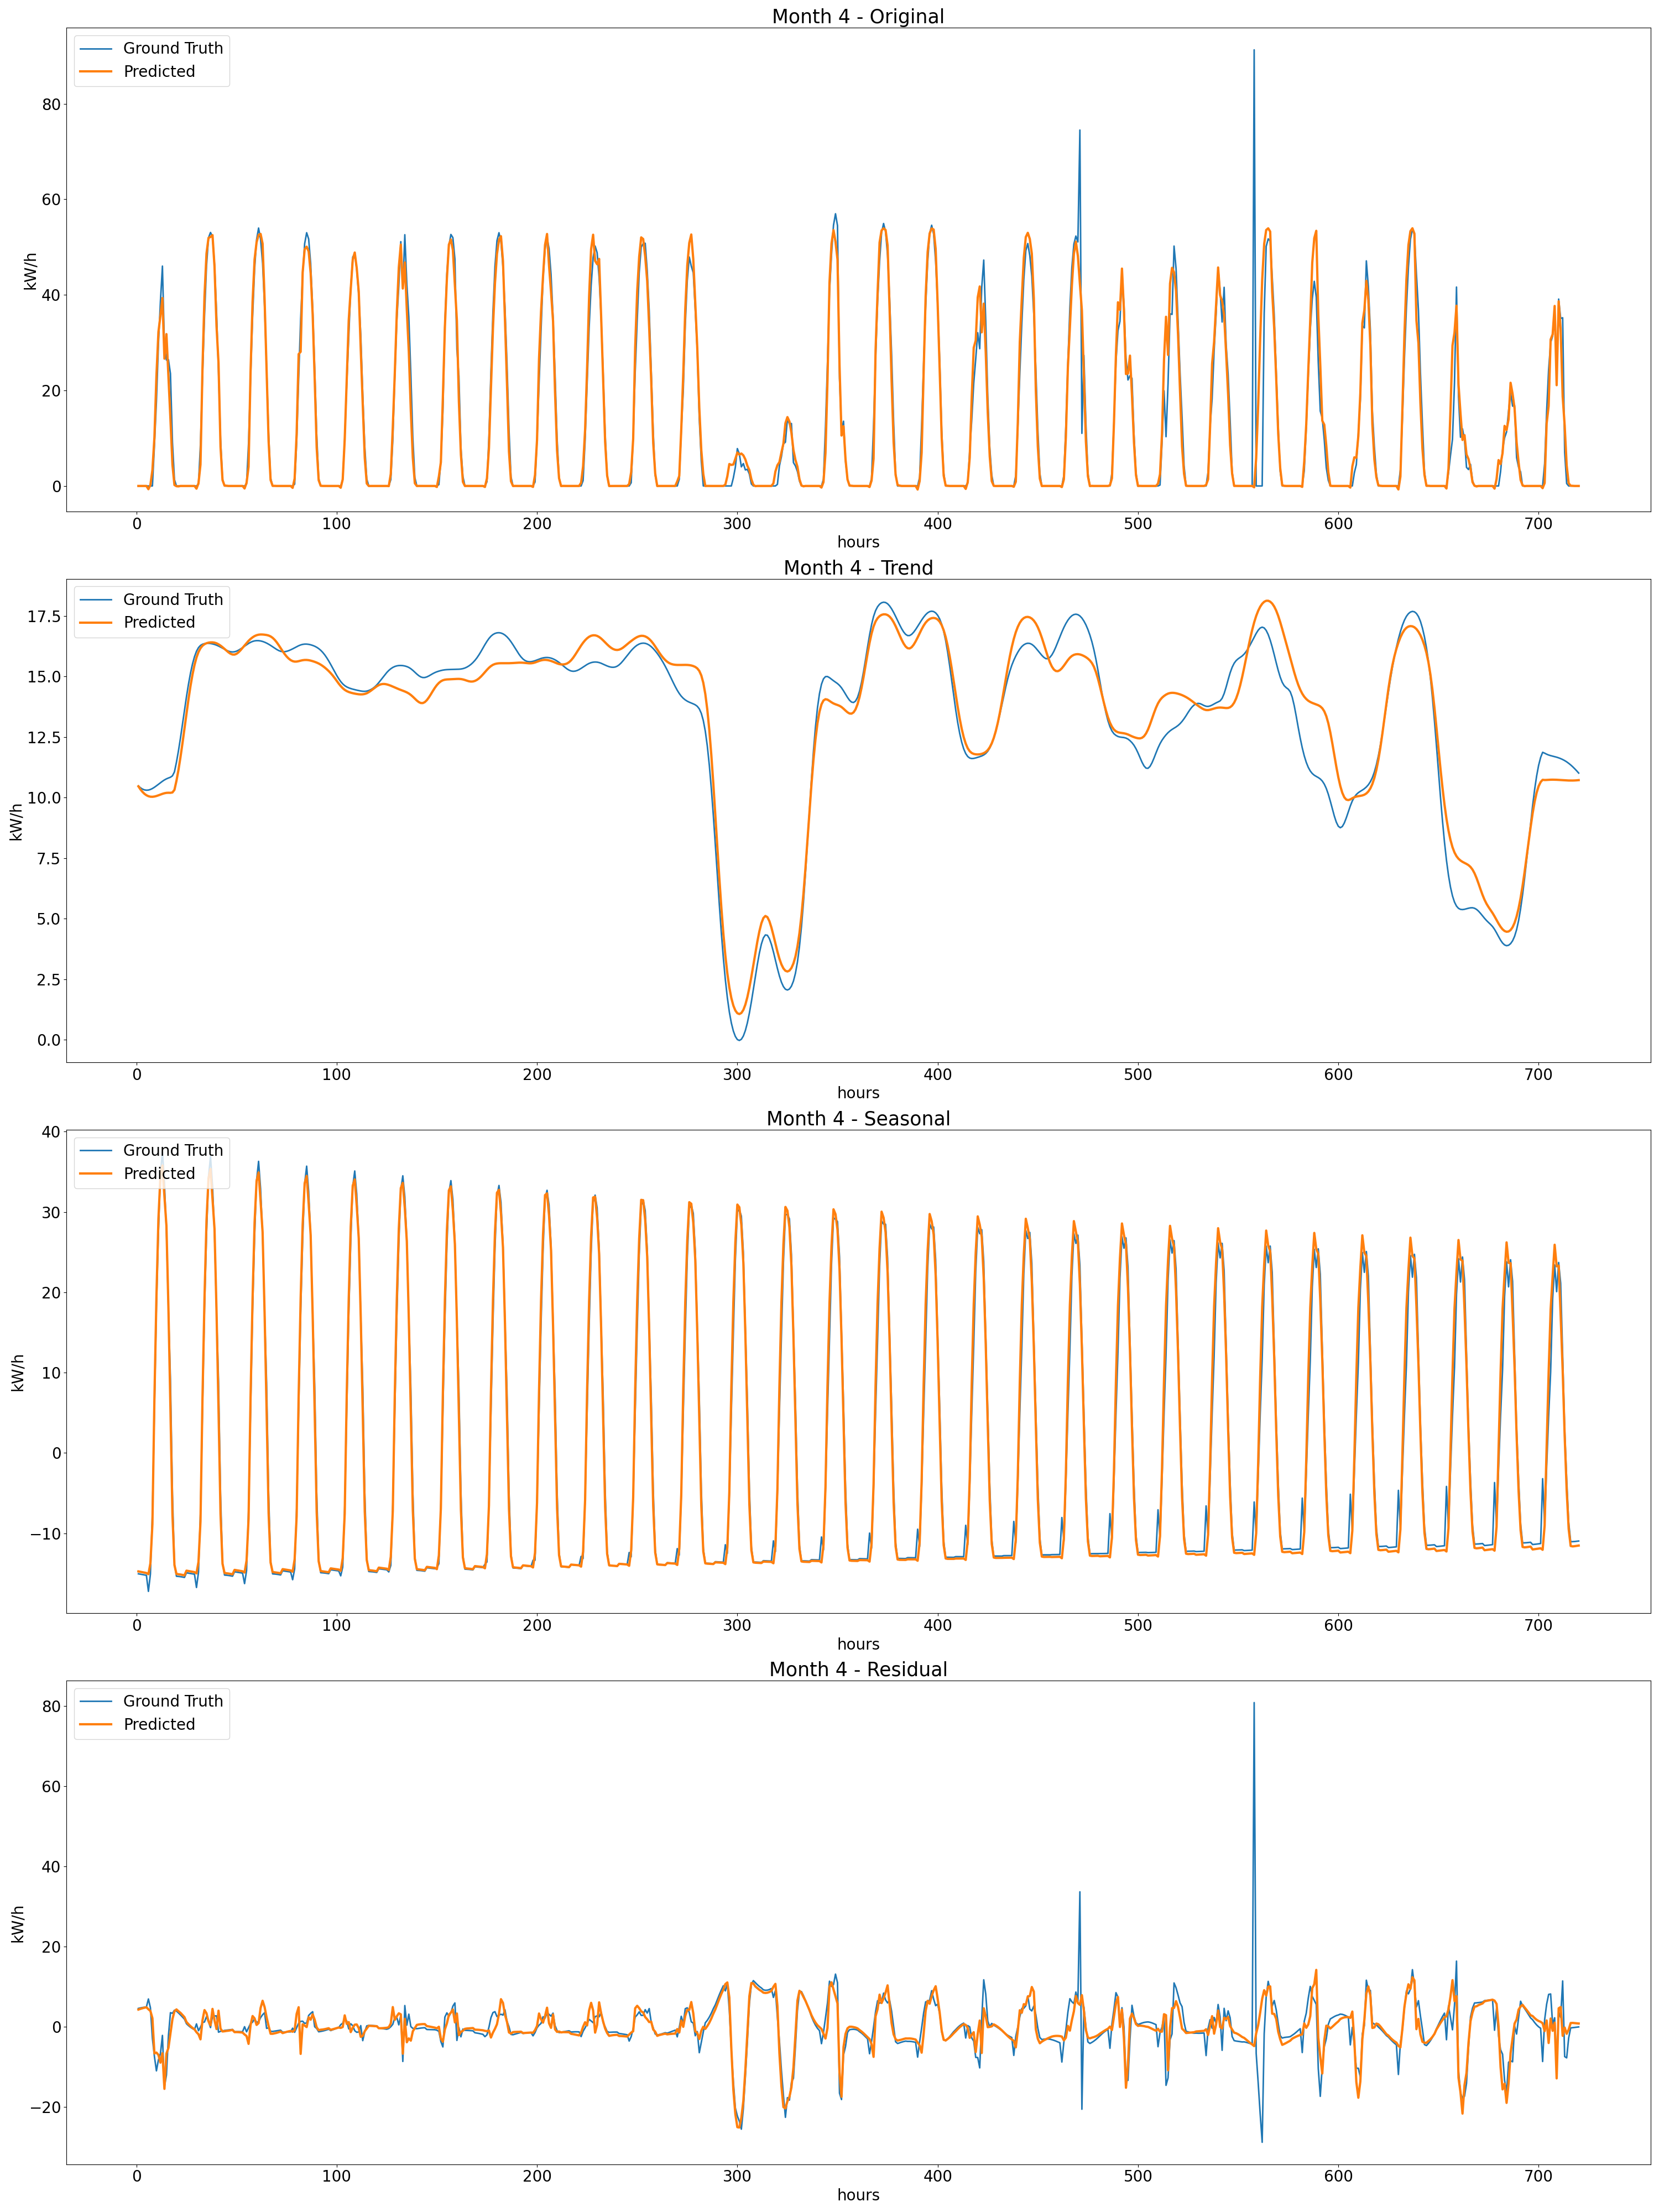 Month 4 - Original
Ground Truth
Predicted
kW/h
80
60
40
20
0
0 100 200 300 400 500 600 700
hours
Month 4 - Trend
Ground Truth
Predicted
kW/h
17.5
15.0
12.5
10.0
7.5
5.0
2.5
0.0
0 100 200 300 400 500 600 700
hours
Month 4 - Seasonal
Ground Truth
Predicted
kW/h
40
30
20
10
0
−10
0 100 200 300 400 500 600 700
hours
Month 4 - Residual
Ground Truth
Predicted
kW/h
80
60
40
20
0
−20
0 100 200 300 400 500 600 700
hours